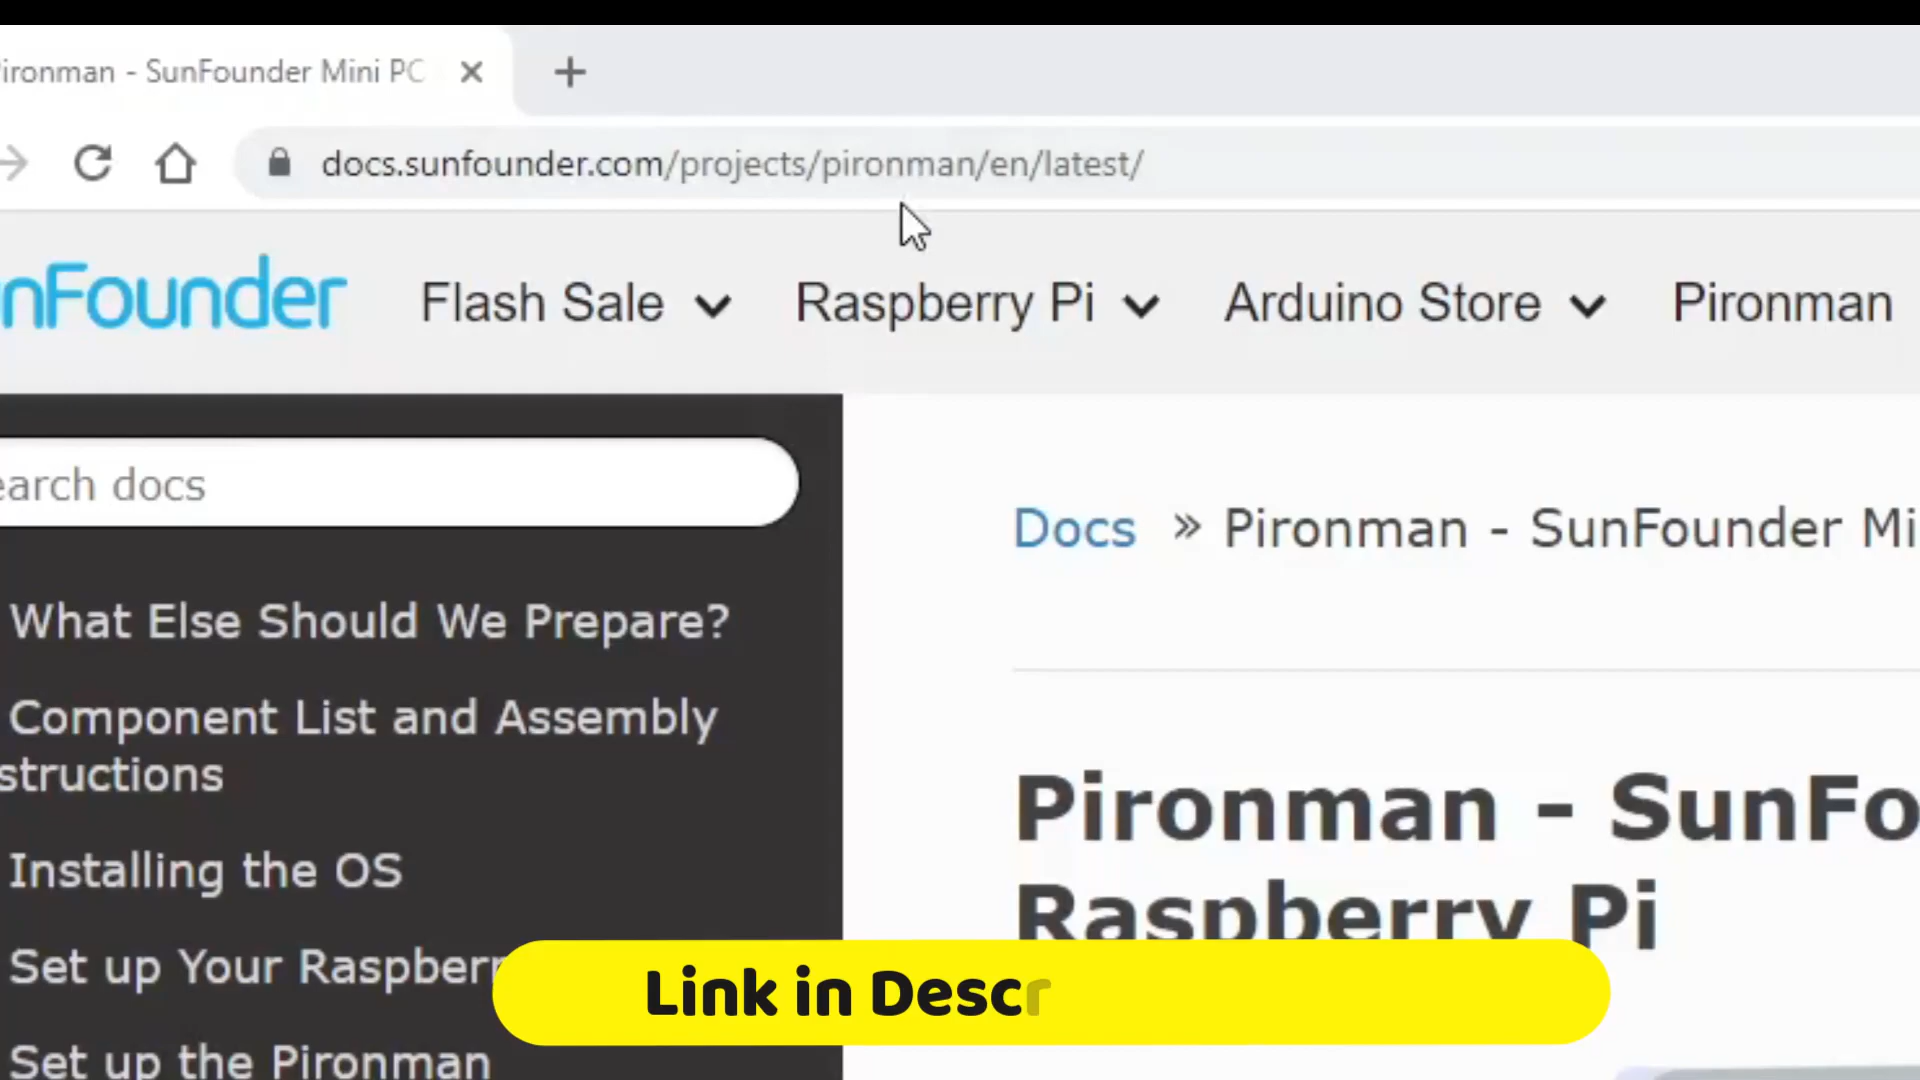 ironman - SunFounder Mini PC
docs.sunfounder.com/projects/pironman/en/latest/
nFounder
Flash Sale
Raspberry Pi
Arduino Store
Pironman
earch docs
Docs » Pironman - SunFounder Mi
What Else Should We Prepare?
Component List and Assembly
structions
Installing the OS
Set up Your Raspberr
Set up the Pironman
Pironman - SunFo
Raspberry Pi
Link in Descr